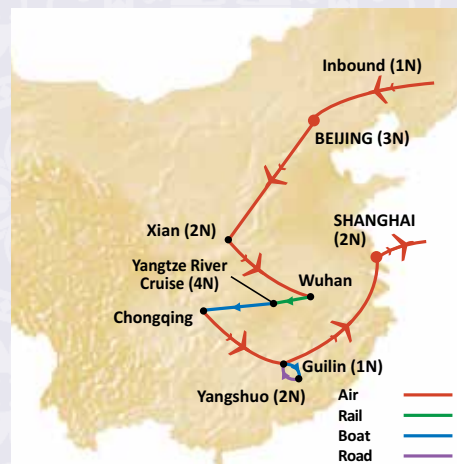 Inbound (1N)
BEIJING (3N)
Xian (2N)
SHANGHAI
(2N)
Yangtze River
Cruise (4N)
Wuhan
Chongqing
Guilin (1N)
Yangshuo (2N)
Air
Rail
Boat
Road